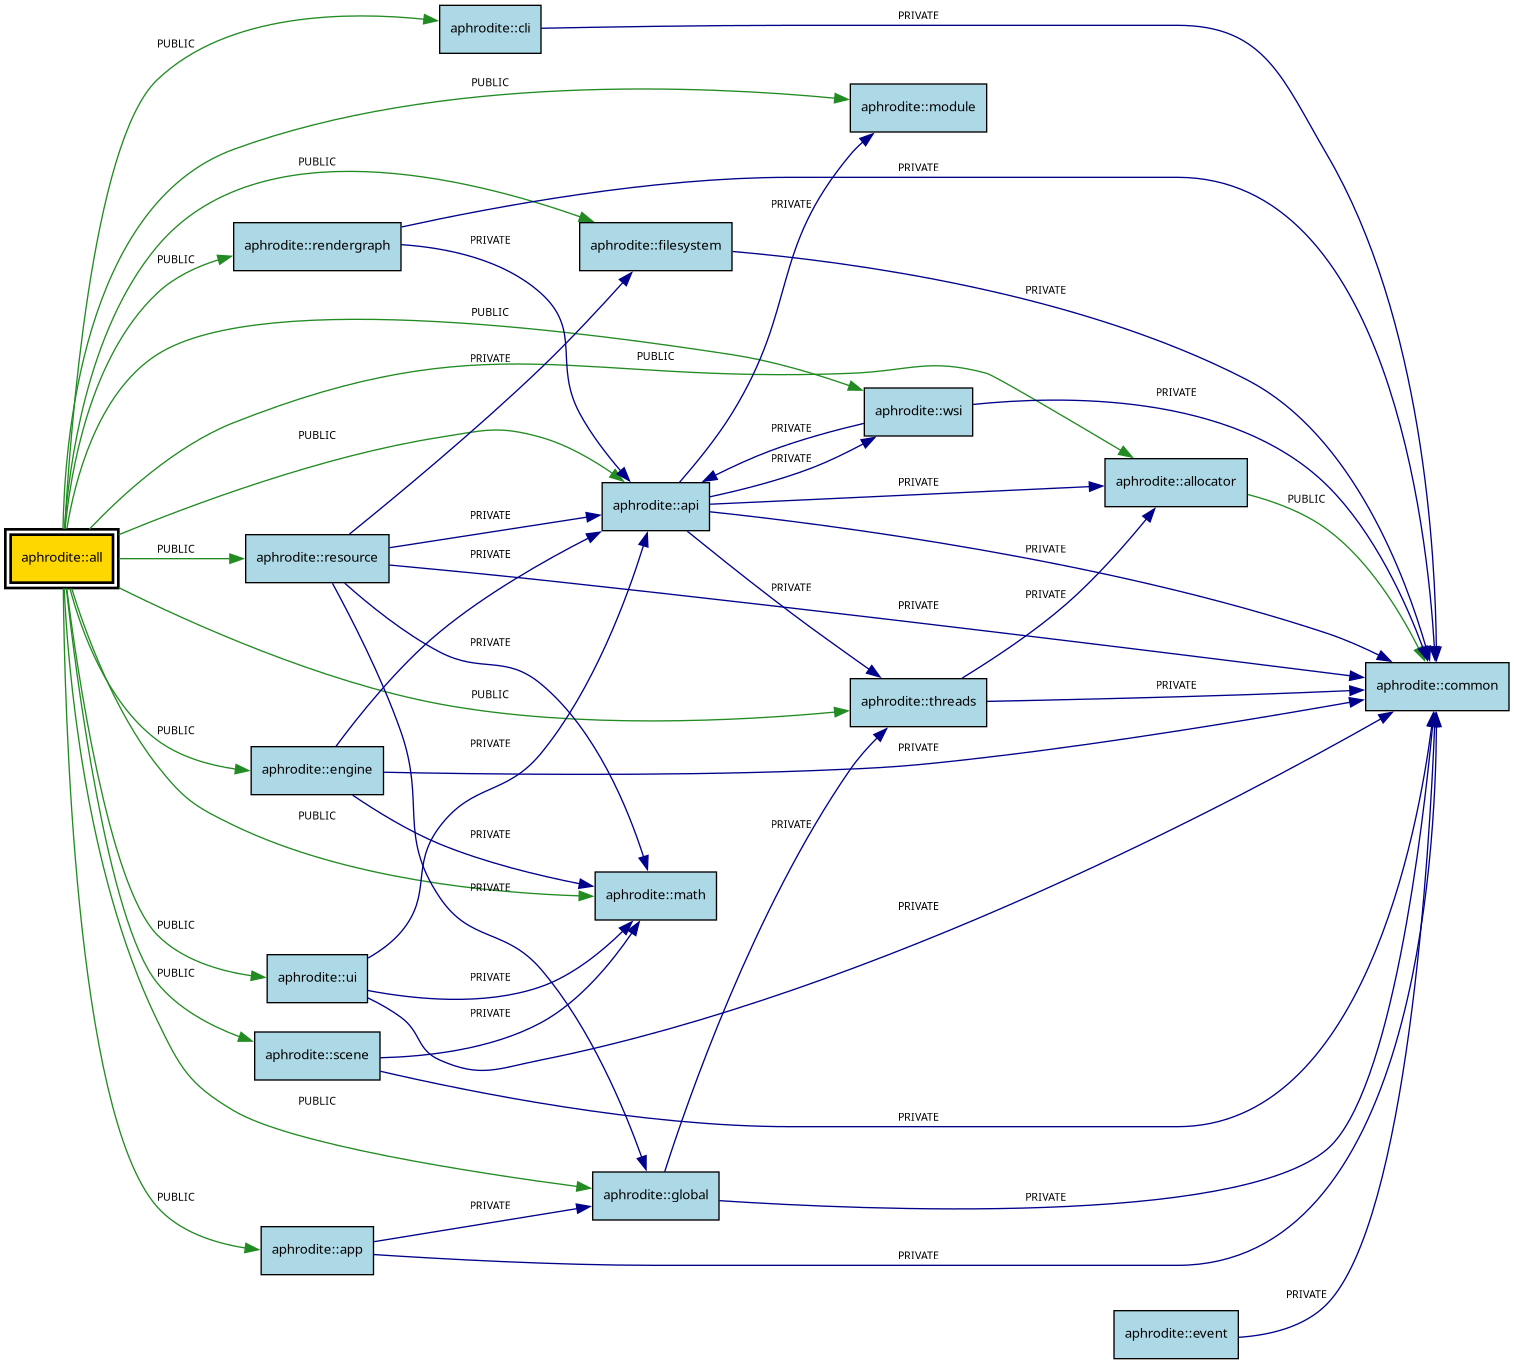 PRIVATE
aphrodite::cli
PUBLIC
PUBLIC
aphrodite::module
PUBLIC
PRIVATE
PRIVATE
aphrodite::rendergraph
PRIVATE
aphrodite::filesystem
PUBLIC
PRIVATE
PUBLIC
PRIVATE
PUBLIC
PRIVATE
aphrodite::wsi
PUBLIC
PRIVATE
PRIVATE
aphrodite::allocator
PRIVATE
aphrodite::api
PUBLIC
PRIVATE
PUBLIC
PRIVATE
PRIVATE
aphrodite::all
aphrodite::resource
PRIVATE
PRIVATE
PRIVATE
PRIVATE
aphrodite::common
PRIVATE
PUBLIC
aphrodite::threads
PUBLIC
PRIVATE
PRIVATE
aphrodite::engine
PUBLIC
PRIVATE
PRIVATE
PRIVATE
aphrodite::math
PRIVATE
PUBLIC
PUBLIC
aphrodite::ui
PRIVATE
PRIVATE
aphrodite::scene
PUBLIC
PRIVATE
aphrodite::global
PUBLIC
PRIVATE
PRIVATE
aphrodite::app
PRIVATE
PRIVATE
aphrodite::event